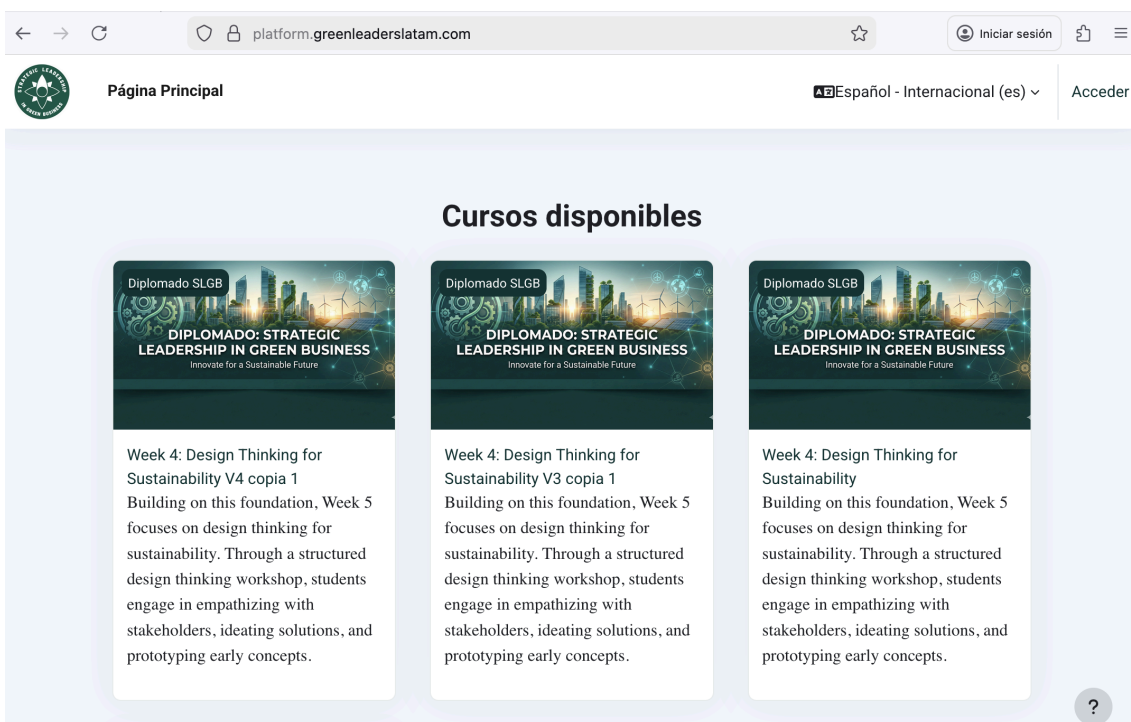 platform.greenleaderslatam.com
Iniciar sesión
STRATEGIC LEADERSHIP
IN GREEN BUSINESS
Página Principal
Español - Internacional (es)
Acceder
Cursos disponibles
Diplomado SLGB
DIPLOMADO: STRATEGIC
LEADERSHIP IN GREEN BUSINESS
Innovate for a Sustainable Future
Week 4: Design Thinking for
Sustainability V4 copia 1
Building on this foundation, Week 5
focuses on design thinking for
sustainability. Through a structured
design thinking workshop, students
engage in empathizing with
stakeholders, ideating solutions, and
prototyping early concepts.
Diplomado SLGB
DIPLOMADO: STRATEGIC
LEADERSHIP IN GREEN BUSINESS
Innovate for a Sustainable Future
Week 4: Design Thinking for
Sustainability V3 copia 1
Building on this foundation, Week 5
focuses on design thinking for
sustainability. Through a structured
design thinking workshop, students
engage in empathizing with
stakeholders, ideating solutions, and
prototyping early concepts.
Diplomado SLGB
DIPLOMADO: STRATEGIC
LEADERSHIP IN GREEN BUSINESS
Innovate for a Sustainable Future
Week 4: Design Thinking for
Sustainability
Building on this foundation, Week 5
focuses on design thinking for
sustainability. Through a structured
design thinking workshop, students
engage in empathizing with
stakeholders, ideating solutions, and
prototyping early concepts.
?